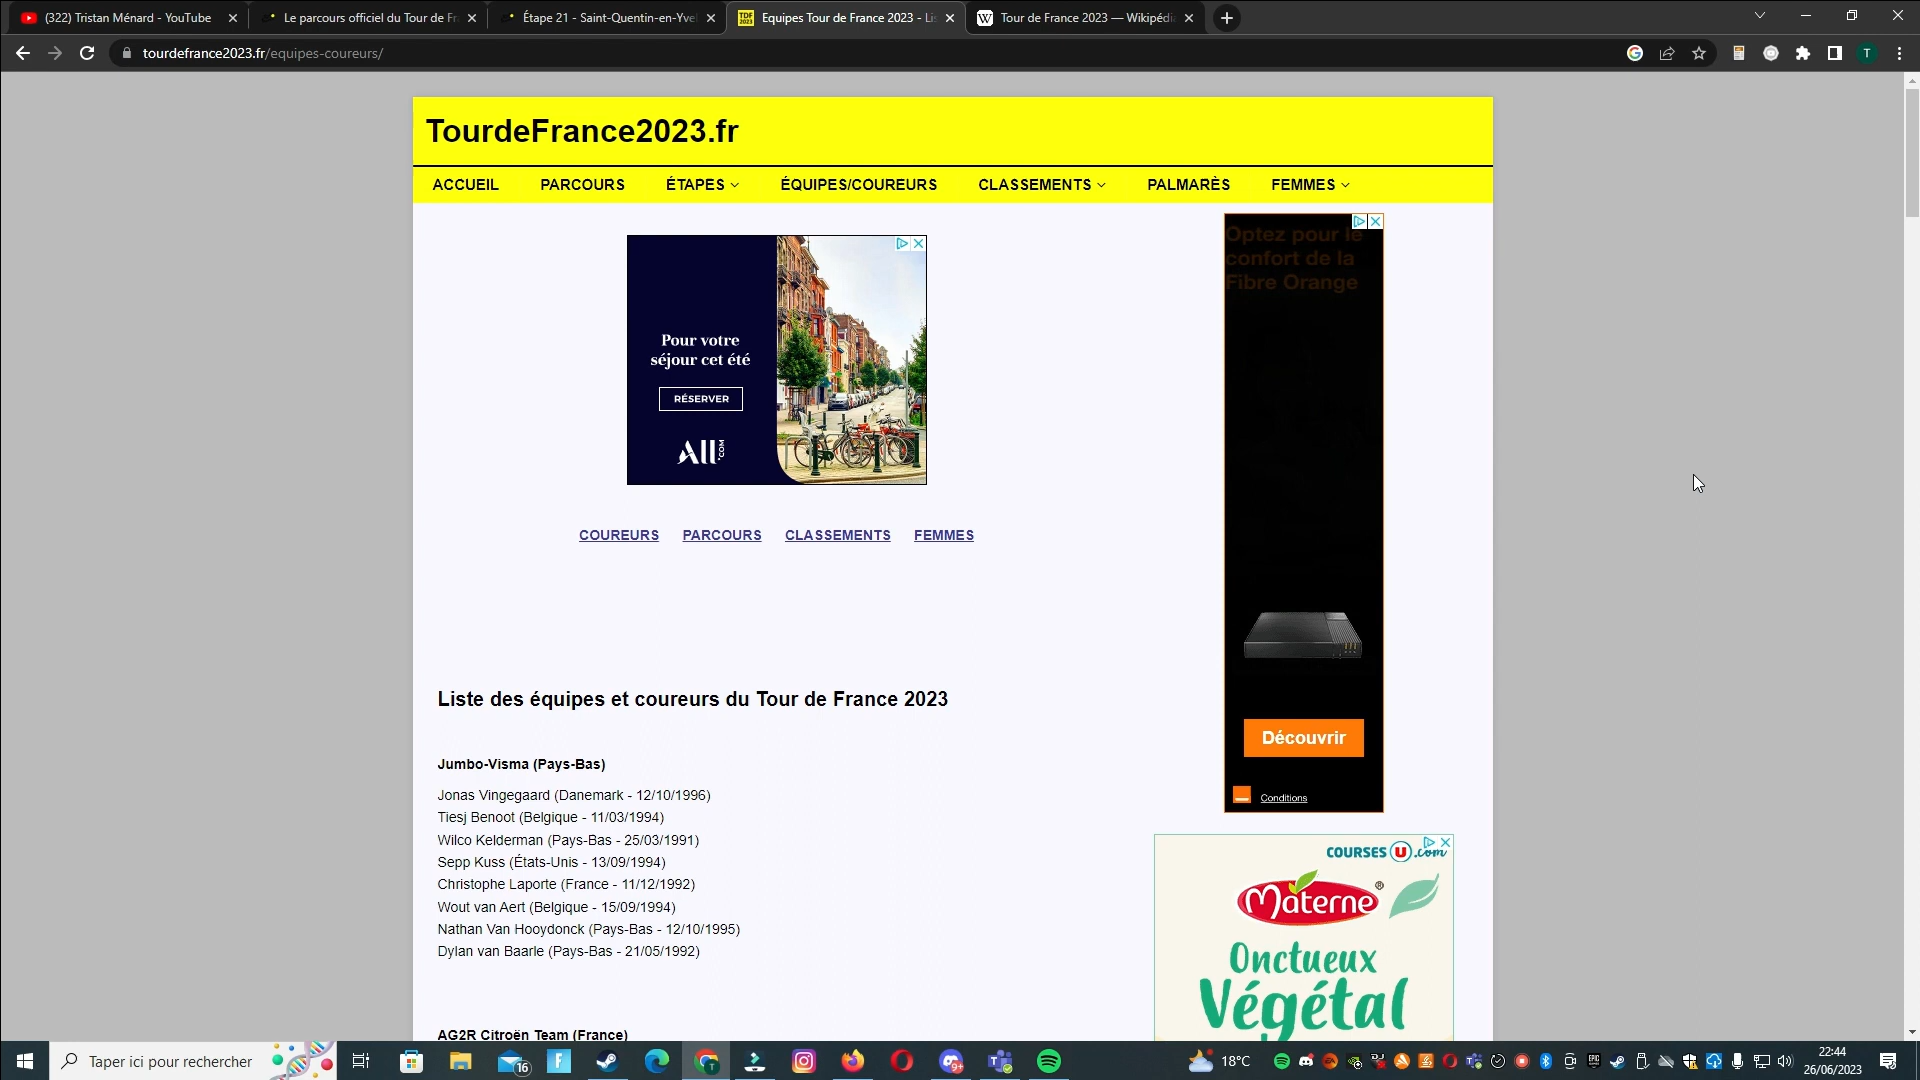 (322) Tristan Ménard - YouTube
Le parcours officiel du Tour de Fra
Étape 21 - Saint-Quentin-en-Yvel
Equipes Tour de France 2023 - Lis
Tour de France 2023 — Wikipédi
tourdefrance2023.fr/equipes-coureurs/
TourdeFrance2023.fr
ACCUEIL PARCOURS ÉTAPES ÉQUIPES/COUREURS CLASSEMENTS PALMARÈS FEMMES
Pour votre
séjour cet été
RÉSERVER
ALL.COM
Optez pour le
confort de la
Fibre Orange
Découvrir
Conditions
COUREURS PARCOURS CLASSEMENTS FEMMES
Liste des équipes et coureurs du Tour de France 2023
Jumbo-Visma (Pays-Bas)
Jonas Vingegaard (Danemark - 12/10/1996)
Tiesj Benoot (Belgique - 11/03/1994)
Wilco Kelderman (Pays-Bas - 25/03/1991)
Sepp Kuss (États-Unis - 13/09/1994)
Christophe Laporte (France - 11/12/1992)
Wout van Aert (Belgique - 15/09/1994)
Nathan Van Hooydonck (Pays-Bas - 12/10/1995)
Dylan van Baarle (Pays-Bas - 21/05/1992)
AG2R Citroën Team (France)
COURSES U .com
Materne®
Onctueux
Végétal
Taper ici pour rechercher
16
9+
18°C
22:44
26/06/2023